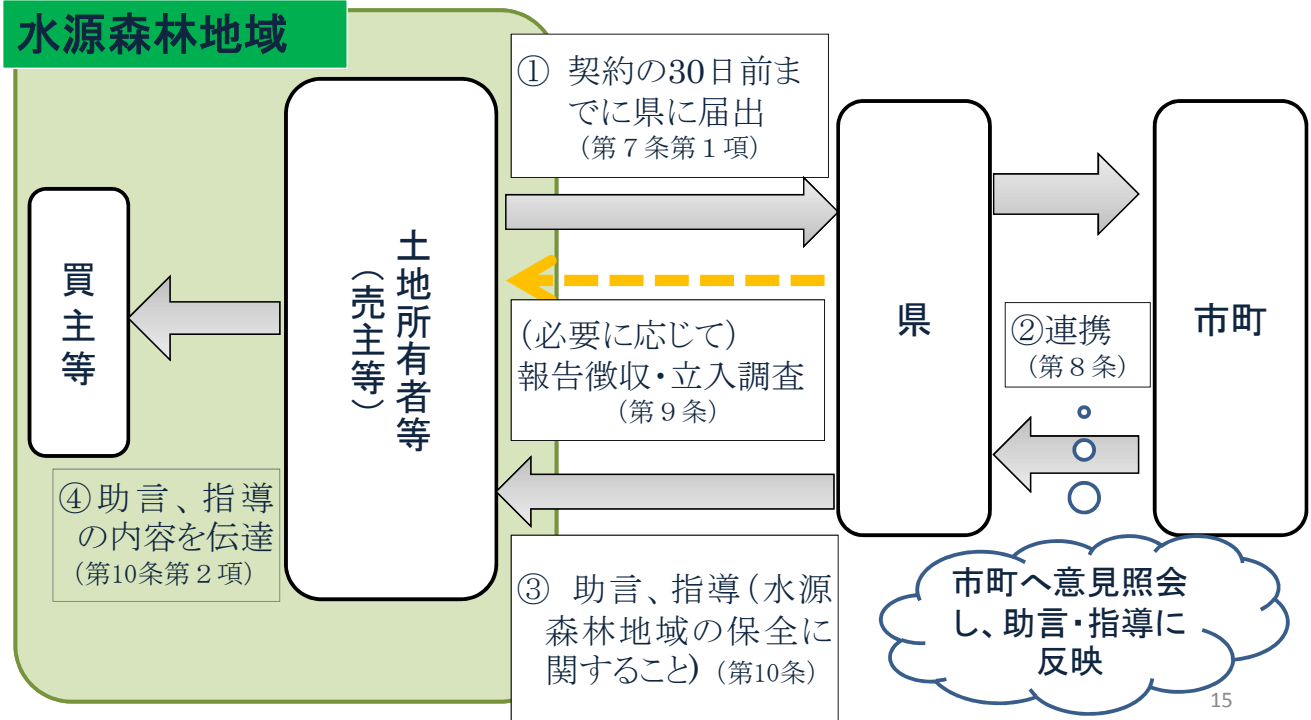 水源森林地域
① 契約の30日前ま
でに県に届出
（第７条第１項）
買主等
土地所有者等
（売主等）
県
市町
（必要に応じて）
報告徴収・立入調査
（第９条）
②連携
（第８条）
④助言、指導
の内容を伝達
（第10条第２項）
③ 助言、指導（水源
森林地域の保全に
関すること）（第10条）
市町へ意見照会
し、助言・指導に
反映
15